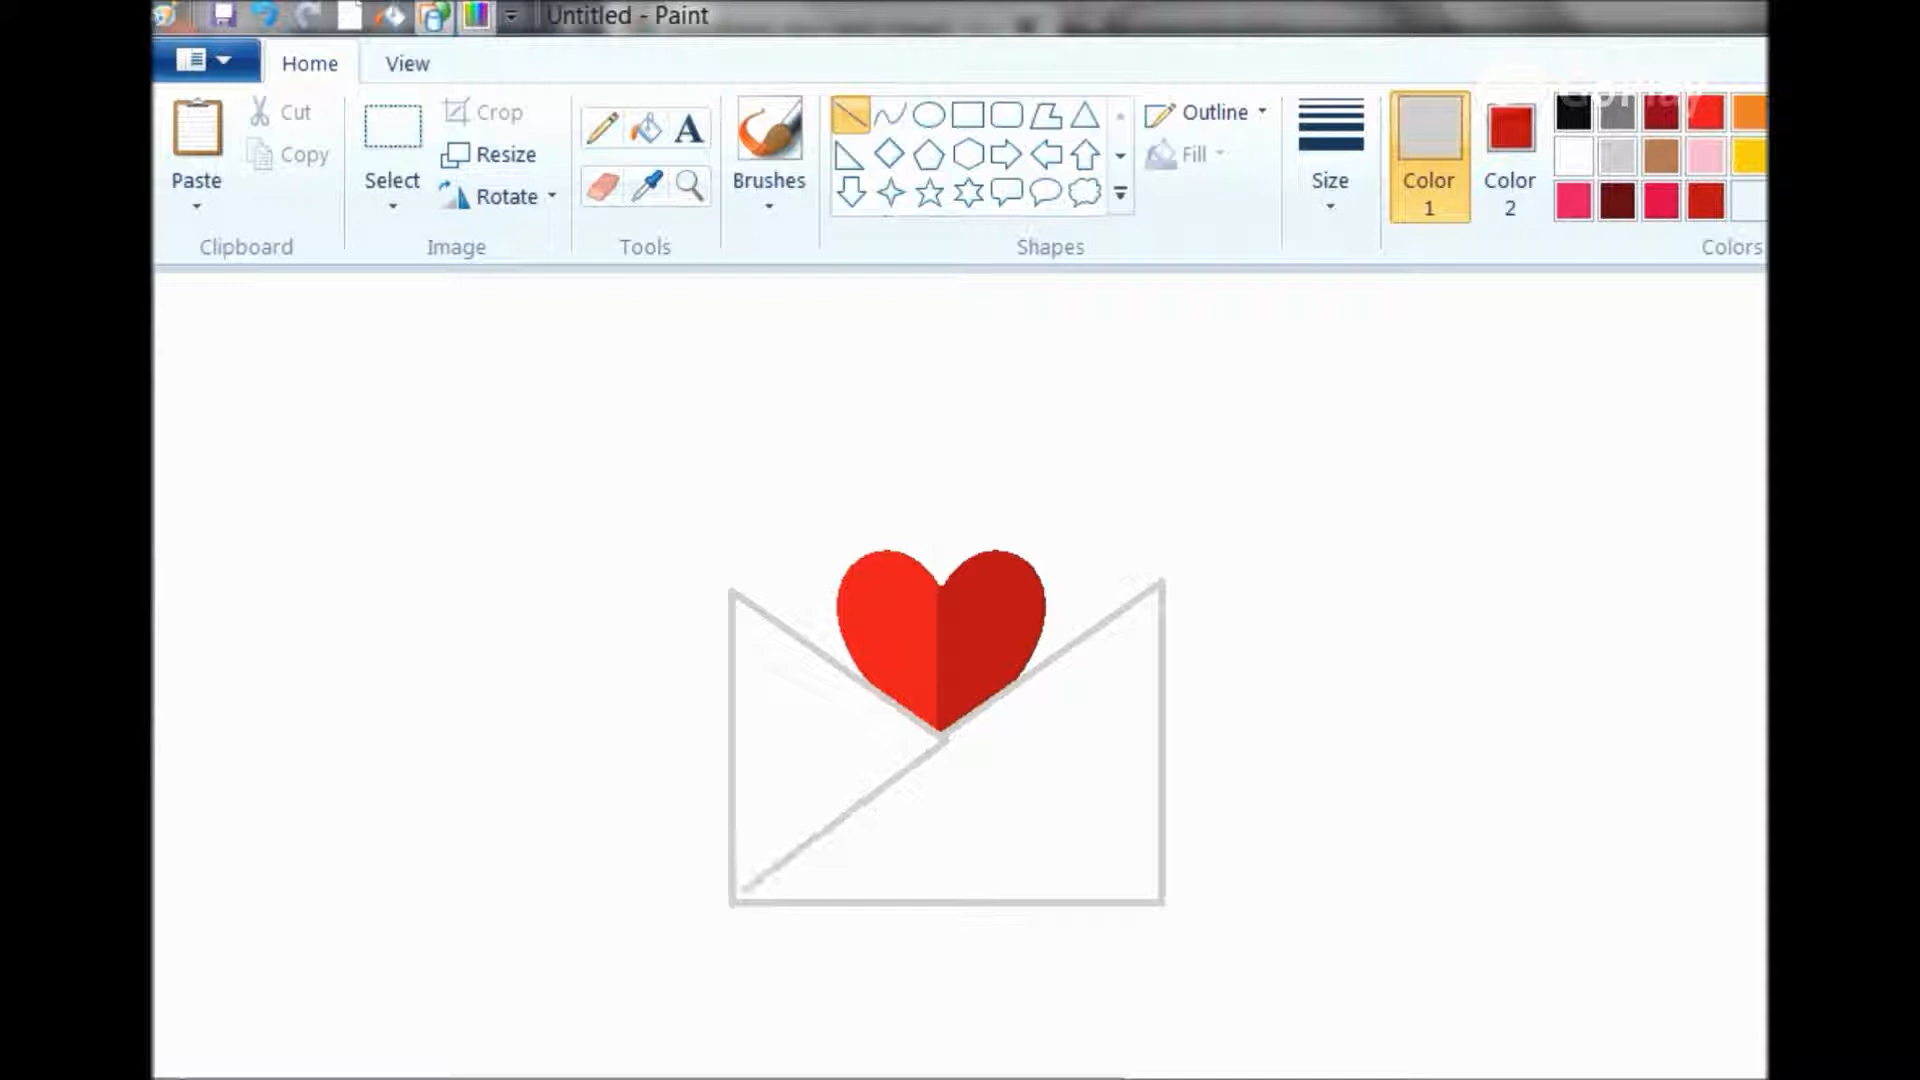 Untitled - Paint
Home View
Cut
Copy
Paste
Clipboard
Crop
Resize
Rotate
Select
Image
A
Tools
Brushes
Shapes
Outline
Fill
Size
Color
1
Color
2
Colors